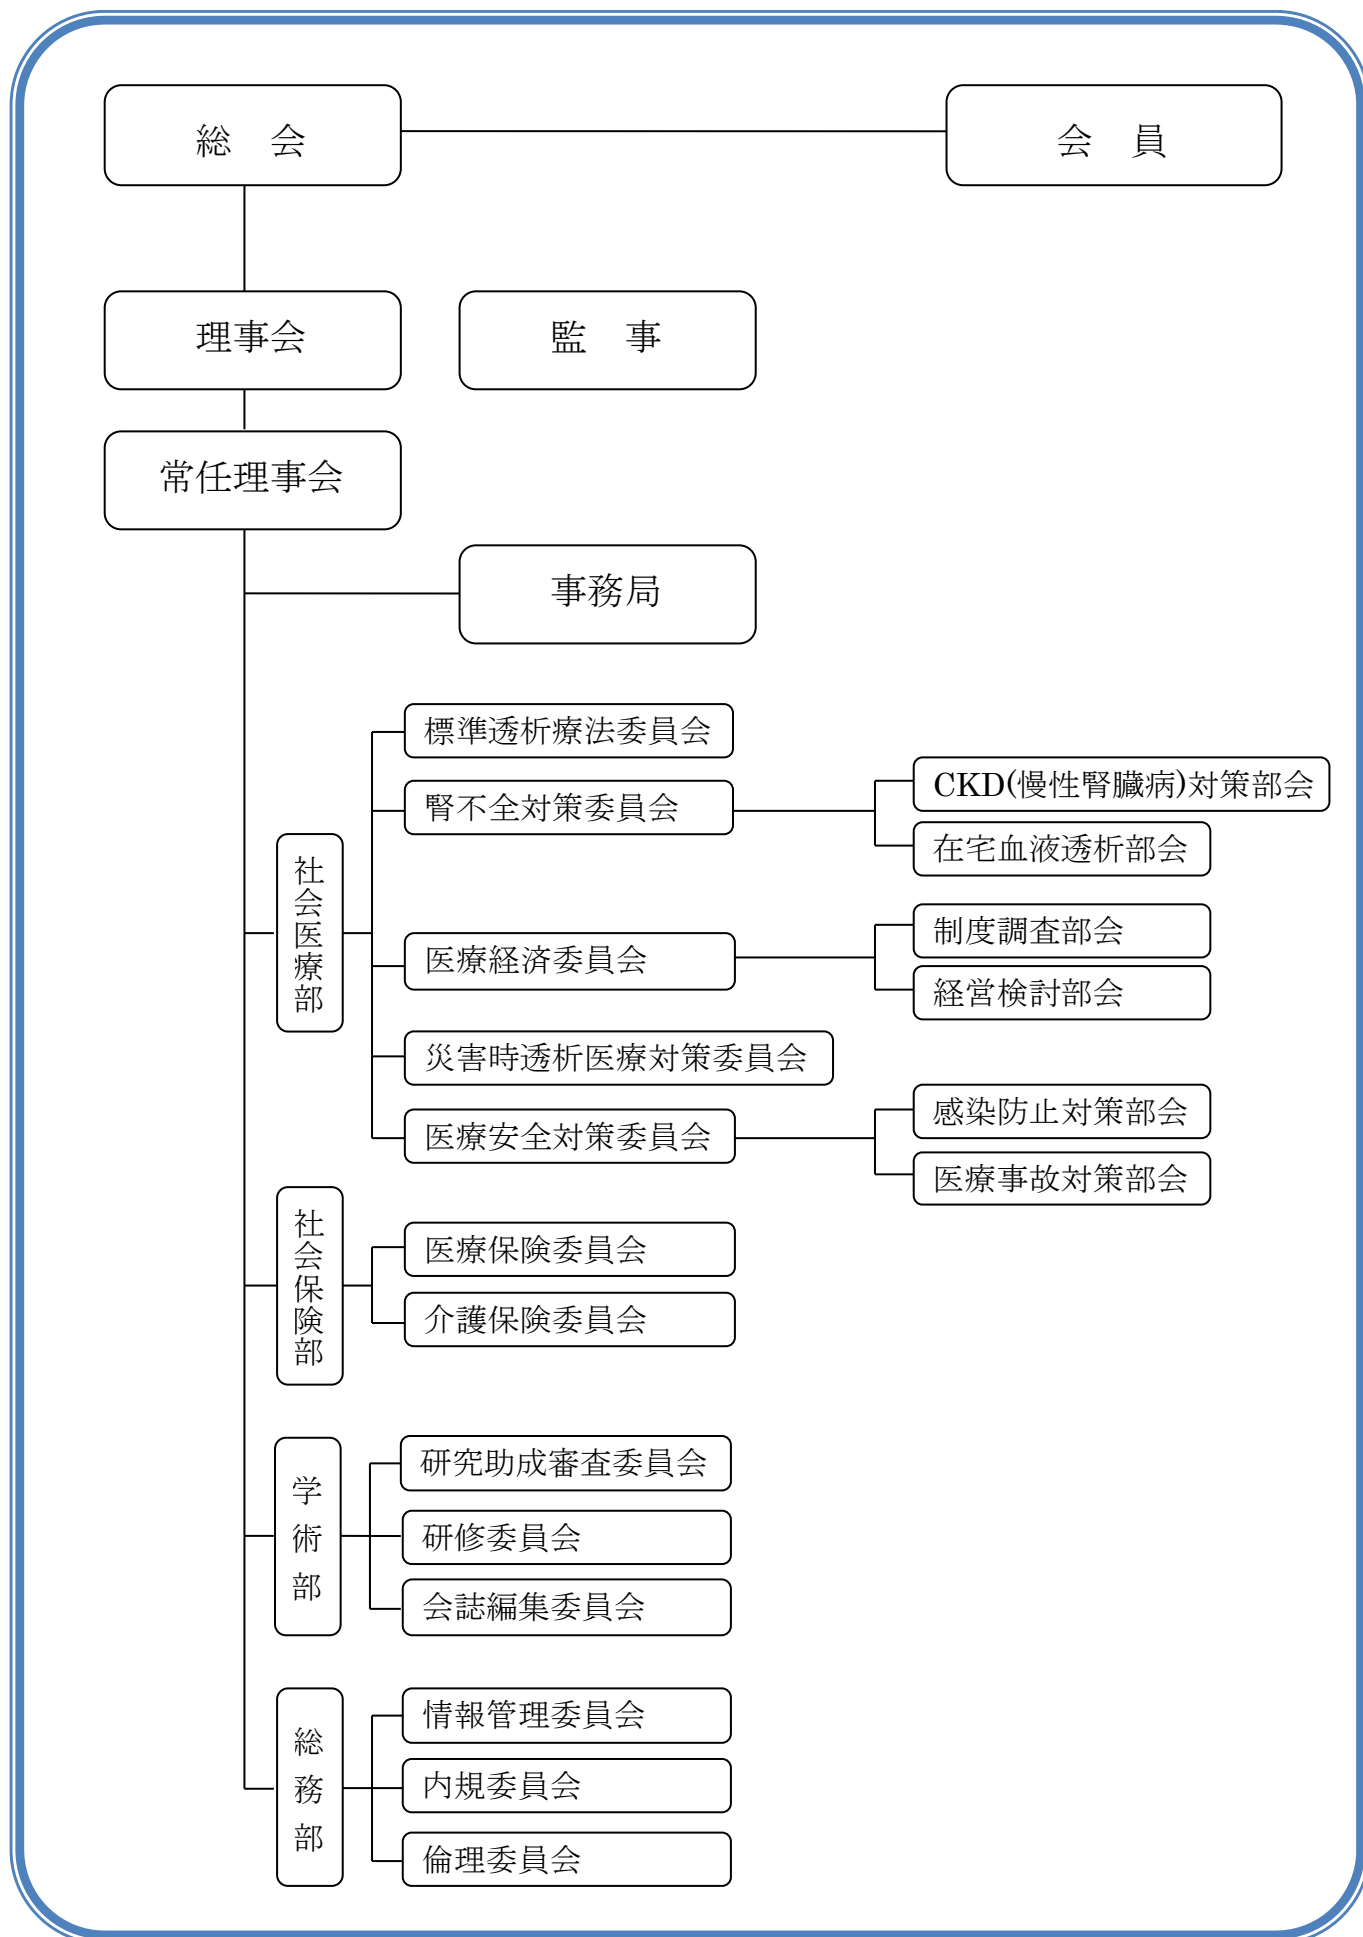 総　会
会　員
理事会
監　事
常任理事会
事務局
社会医療部
標準透析療法委員会
腎不全対策委員会
CKD(慢性腎臓病)対策部会
在宅血液透析部会
医療経済委員会
制度調査部会
経営検討部会
災害時透析医療対策委員会
医療安全対策委員会
感染防止対策部会
医療事故対策部会
社会保険部
医療保険委員会
介護保険委員会
学術部
研究助成審査委員会
研修委員会
会誌編集委員会
総務部
情報管理委員会
内規委員会
倫理委員会